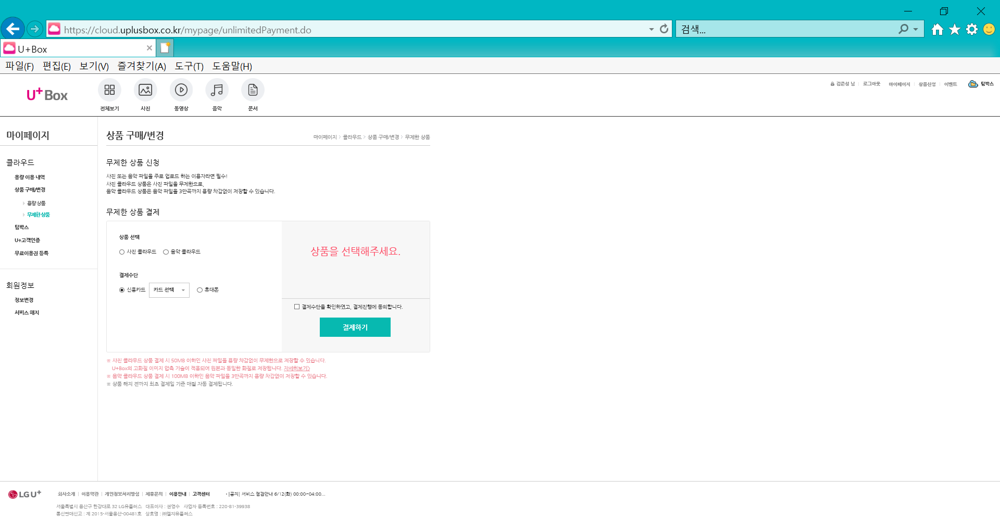 https://cloud.uplusbox.co.kr/mypage/unlimitedPayment.do
검색...
U+Box
파일(F) 편집(E) 보기(V) 즐겨찾기(A) 도구(T) 도움말(H)
U+ Box
전체보기 사진 동영상 음악 문서
김준성 님 로그아웃 마이페이지 상품신청 이벤트 팀박스
마이페이지
클라우드
용량 이용 내역
상품 구매/변경
용량 상품
무제한 상품
팀박스
U+고객인증
무료이용권 등록
회원정보
정보변경
서비스 해지
상품 구매/변경
마이페이지 > 클라우드 > 상품 구매/변경 > 무제한 상품
무제한 상품 신청
사진 또는 음악 파일을 주로 업로드 하는 이용자라면 필수!
사진 클라우드 상품은 사진 파일을 무제한으로,
음악 클라우드 상품은 음악 파일을 3만곡까지 용량 차감없이 저장할 수 있습니다.
무제한 상품 결제
상품 선택
사진 클라우드 음악 클라우드
결제수단
신용카드 카드 선택 휴대폰
상품을 선택해주세요.
결제수단을 확인하였고, 결제진행에 동의합니다.
결제하기
※ 사진 클라우드 상품 결제 시 50MB 이하인 사진 파일을 용량 차감없이 무제한으로 저장할 수 있습니다.
U+Box의 고화질 이미지 압축 기술이 적용되어 원본과 동일한 화질로 저장됩니다. 자세히보기>
※ 음악 클라우드 상품 결제 시 100MB 이하인 음악 파일을 3만곡까지 용량 차감없이 저장할 수 있습니다.
※ 상품 해지 전까지 최초 결제일 기준 매월 자동 결제됩니다.
LG U+
회사소개 이용약관 개인정보처리방침 제휴문의 이용안내 고객센터
• [공지] 서비스 점검안내 6/12(화) 00:00~04:00...
서울특별시 용산구 한강대로 32 LG유플러스 대표이사 : 권영수 사업자 등록번호 : 220-81-39938
통신판매신고 : 제 2015-서울용산-00481호 상호명 : ㈜엘지유플러스